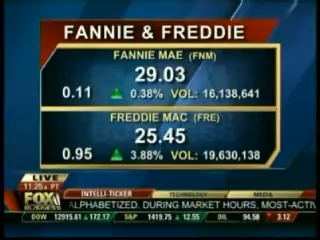 FANNIE & FREDDIE
FANNIE MAE (FNM)
29.03
0.11 0.38% VOL: 16,138,641
FREDDIE MAC (FRE)
25.45
0.95 3.88% VOL: 19,630,138
LIVE
11:25a PT
FOX
BUSINESS
INTELLI-TICKER TECHNOLOGY MEDIA
ALPHABETIZED. DURING MARKET HOURS, MOST-ACTIV
DOW 12915.61 172.17 S&P 1419.75 12.55 OIL 94.58 3.12